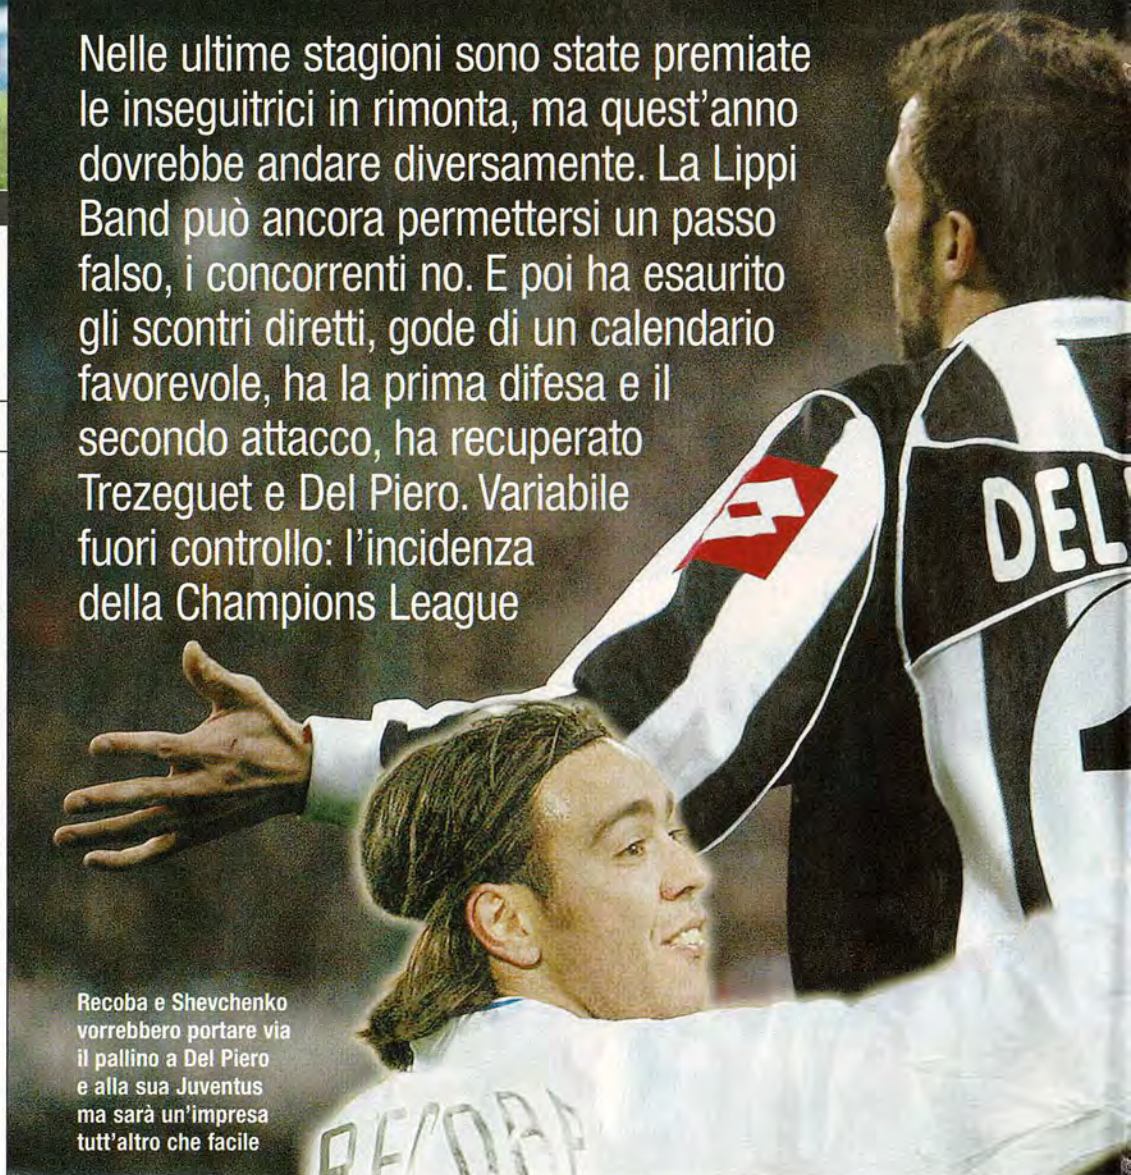 Nelle ultime stagioni sono state premiate
le inseguitrici in rimonta, ma quest'anno
dovrebbe andare diversamente. La Lippi
Band può ancora permettersi un passo
falso, i concorrenti no. E poi ha esaurito
gli scontri diretti, gode di un calendario
favorevole, ha la prima difesa e il
secondo attacco, ha recuperato
Trezeguet e Del Piero. Variabile
fuori controllo: l'incidenza
della Champions League
DEL
Recoba e Shevchenko
vorrebbero portare via
il pallino a Del Piero
e alla sua Juventus
ma sarà un'impresa
tutt'altro che facile
RECOBA